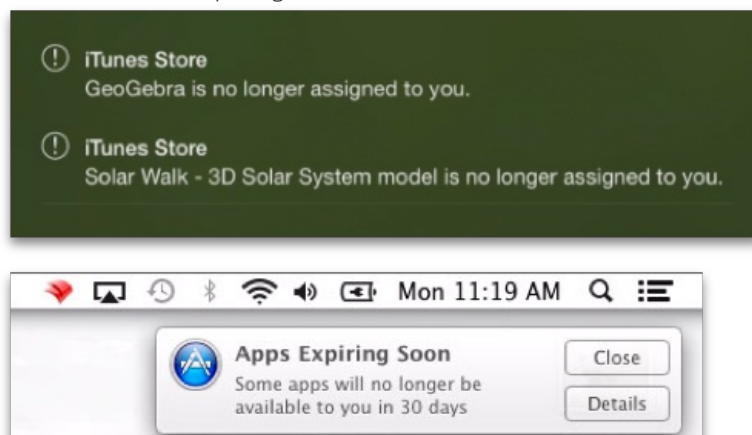 iTunes Store
GeoGebra is no longer assigned to you.
iTunes Store
Solar Walk - 3D Solar System model is no longer assigned to you.
Mon 11:19 AM
Apps Expiring Soon
Close
Some apps will no longer be
available to you in 30 days
Details